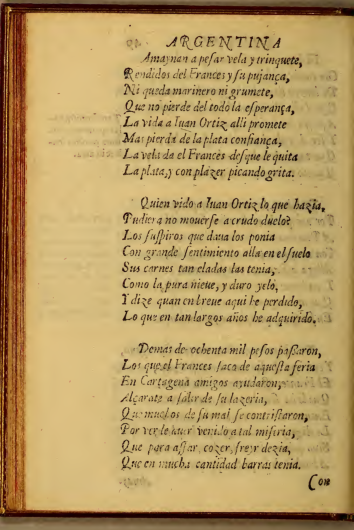 ARGENTINA
Amaynan a pesar vela y trinquete,
Rendidos del Frances y su pujança,
Ni queda marinero ni grumete,
Que no pierde del todo la esperança,
La vida a Iuan Ortiz alli promete
Mas pierda de la plata confiança,
La vela da el Frances desque le quita
La plata, y con plazer picando grita.
Quien vido a Iuan Ortiz lo que hazia,
Pudiera no mouerse a crudo duelo?
Los suspiros que daua los ponia
Con grande sentimiento alla en el suelo
Sus carnes tan eladas las tenia,
Como la pura nieue, y duro yelo,
Y dize quan en breue aqui he perdido,
Lo que en tan largos años he adquirido.
Demas de ochenta mil pesos passaron,
Los que el Frances saco de aquesta feria
En Cartagena amigos ayudaron,
Algarate a salir de su lazeria,
Que muchos de su mal se contristaron,
Por verle auer venido a tal miseria,
Que para assar, cozer, freyr dezia,
Que en mucha cantidad barras tenia.
Con